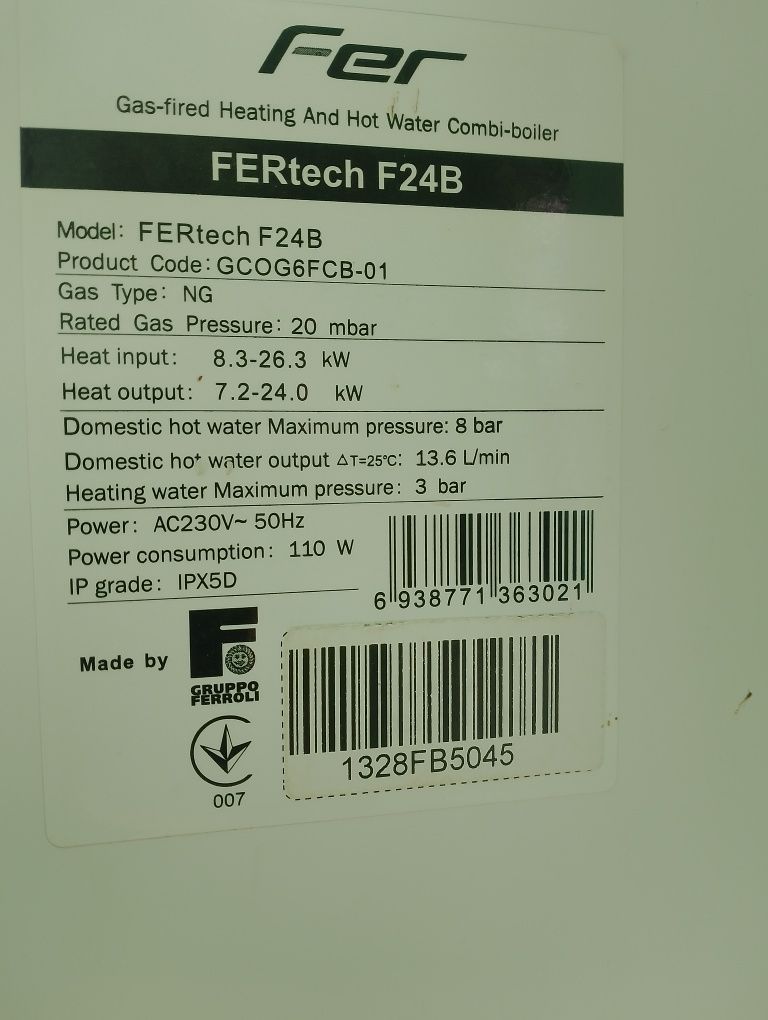 Fer
Gas-fired Heating And Hot Water Combi-boiler
FERtech F24B
Model: FERtech F24B
Product Code: GCOG6FCB-01
Gas Type: NG
Rated Gas Pressure: 20 mbar
Heat input: 8.3-26.3 kW
Heat output: 7.2-24.0 kW
Domestic hot water Maximum pressure: 8 bar
Domestic hot water output △T=25℃: 13.6 L/min
Heating water Maximum pressure: 3 bar
Power: AC230V~ 50Hz
Power consumption: 110 W
IP grade: IPX5D
6 938771 363021
Made by
F
GRUPPO
FERROLI
007
1328FB5045